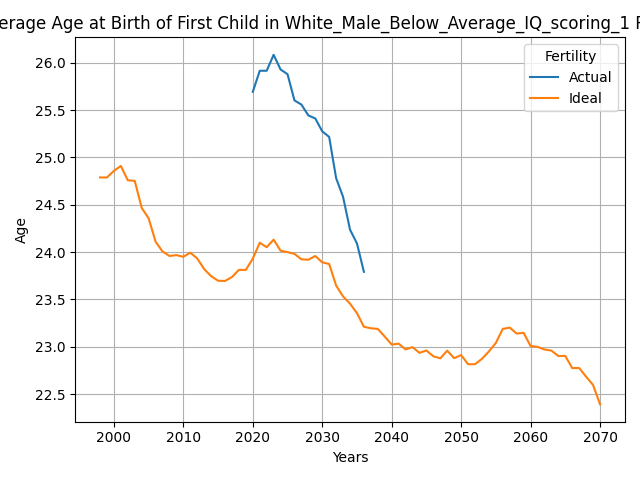 Age at Birth of First Child in White_Male_Below_Average_IQ_scoring_1
Fertility
Actual
Ideal
26.0
25.5
25.0
24.5
24.0
23.5
23.0
22.5
Age
2000 2010 2020 2030 2040 2050 2060 2070
Years